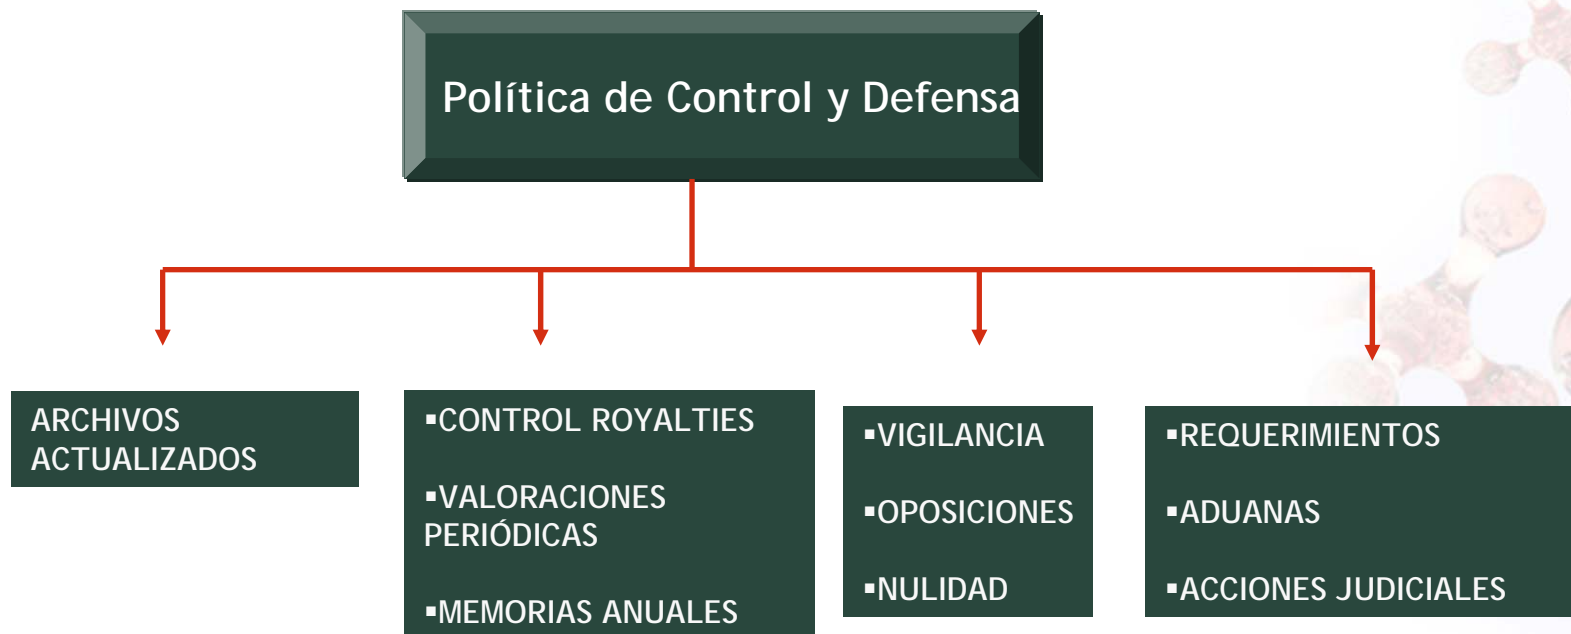 Política de Control y Defensa
ARCHIVOS
ACTUALIZADOS
▪CONTROL ROYALTIES
▪VALORACIONES
PERIÓDICAS
▪MEMORIAS ANUALES
▪VIGILANCIA
▪OPOSICIONES
▪NULIDAD
▪REQUERIMIENTOS
▪ADUANAS
▪ACCIONES JUDICIALES